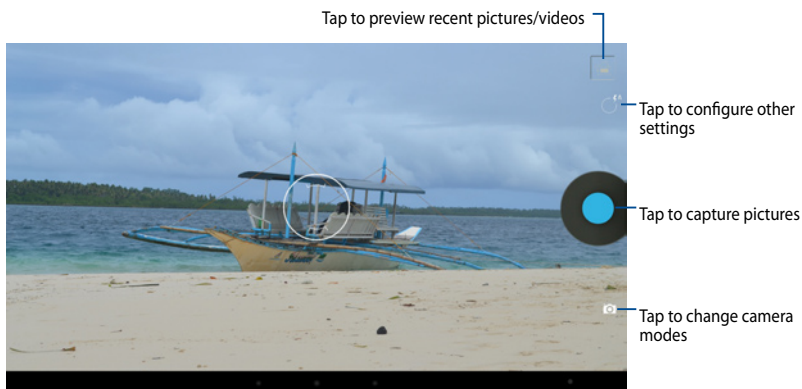 Tap to preview recent pictures/videos
Tap to configure other
settings
Tap to capture pictures
Tap to change camera
modes